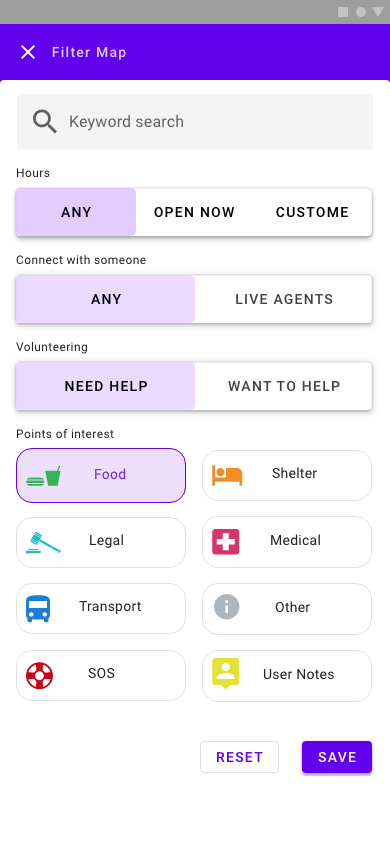 Filter Map
Keyword search
Hours
ANY OPEN NOW CUSTOME
Connect with someone
ANY LIVE AGENTS
Volunteering
NEED HELP WANT TO HELP
Points of interest
Food Shelter
Legal Medical
Transport Other
SOS User Notes
RESET SAVE